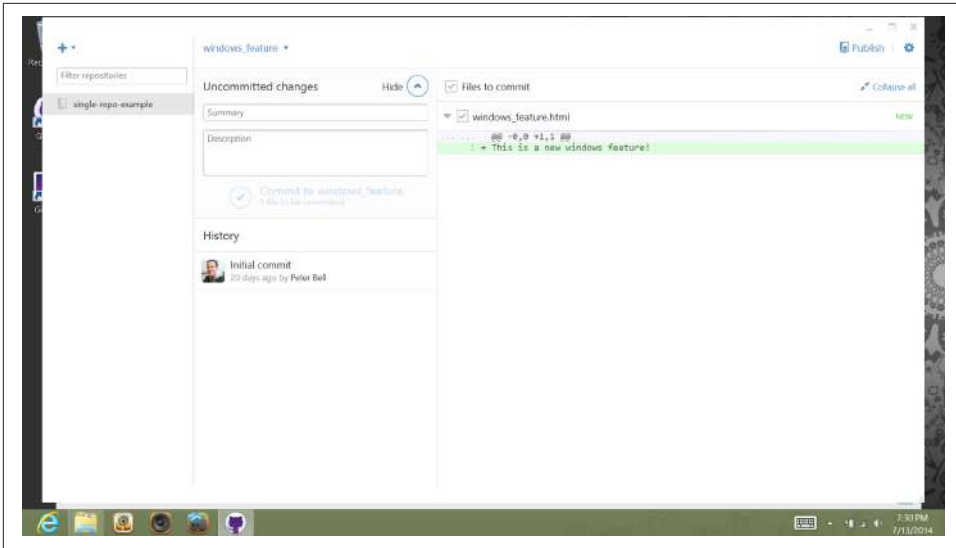 windows_feature
Publish
Filter repositories
single-repo-example
Uncommitted changes
Hide
Summary
Description
Commit to windows_feature
1 file to be committed
History
Initial commit
20 days ago by Peter Bell
Files to commit
Collapse all
windows_feature.html
NEW
@@ -0,0 +1,1 @@
1 + This is a new windows feature!
7:33 PM
7/13/2014